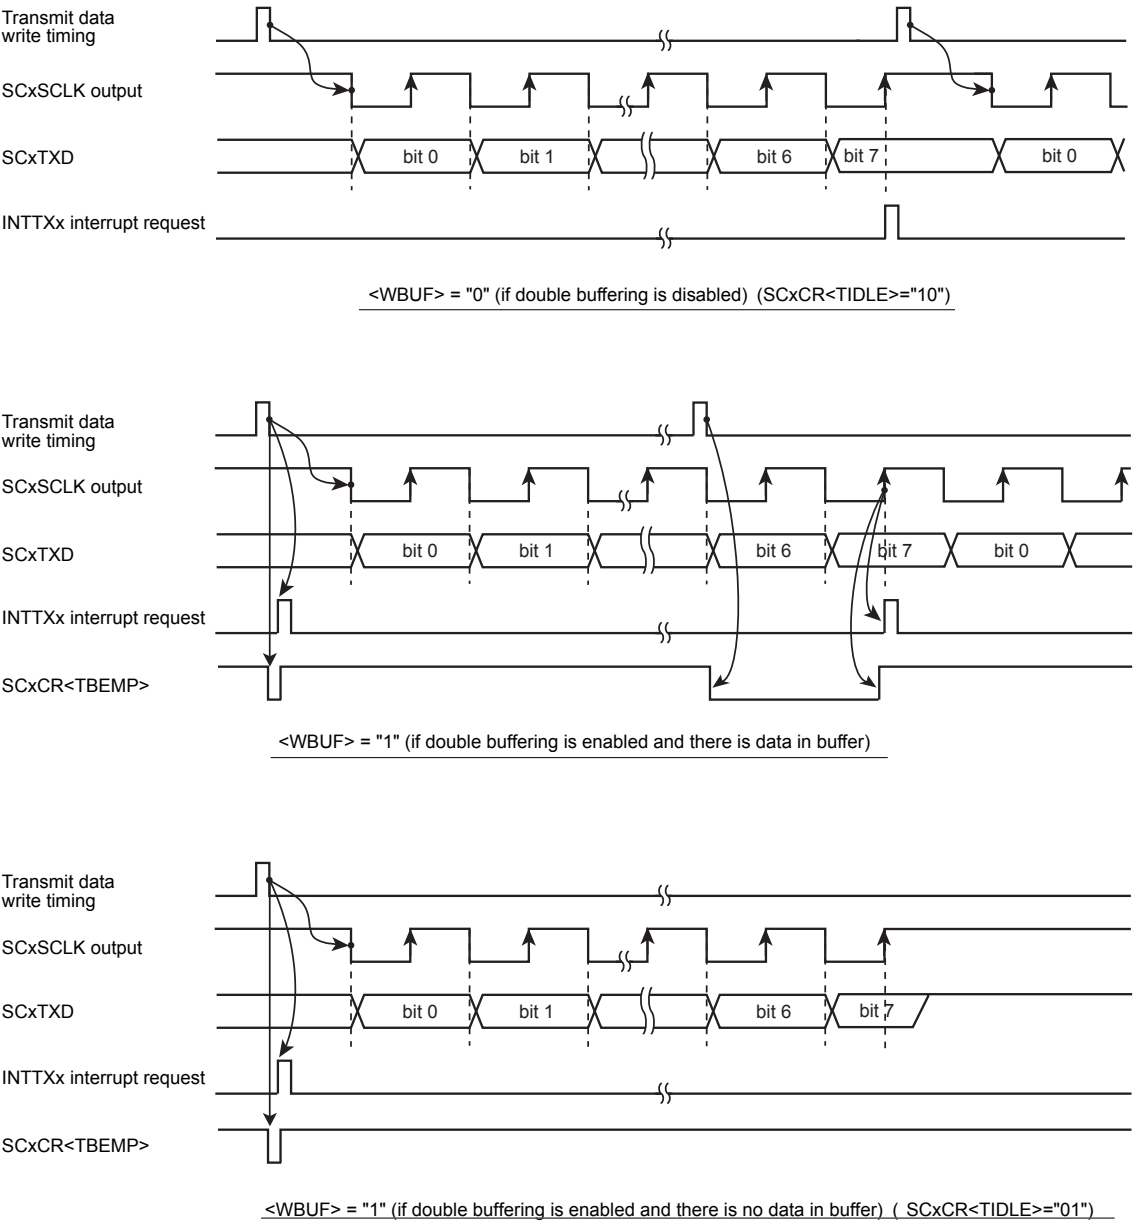 Transmit data
write timing
SCxSCLK output
SCxTXD
bit 0
bit 1
bit 6
bit 7
bit 0
INTTXx interrupt request
<WBUF> = "0" (if double buffering is disabled) (SCxCR<TIDLE>="10")
Transmit data
write timing
SCxSCLK output
SCxTXD
bit 0
bit 1
bit 6
bit 7
bit 0
INTTXx interrupt request
SCxCR<TBEMP>
<WBUF> = "1" (if double buffering is enabled and there is data in buffer)
Transmit data
write timing
SCxSCLK output
SCxTXD
bit 0
bit 1
bit 6
bit 7
INTTXx interrupt request
SCxCR<TBEMP>
<WBUF> = "1" (if double buffering is enabled and there is no data in buffer) ( SCxCR<TIDLE>="01")